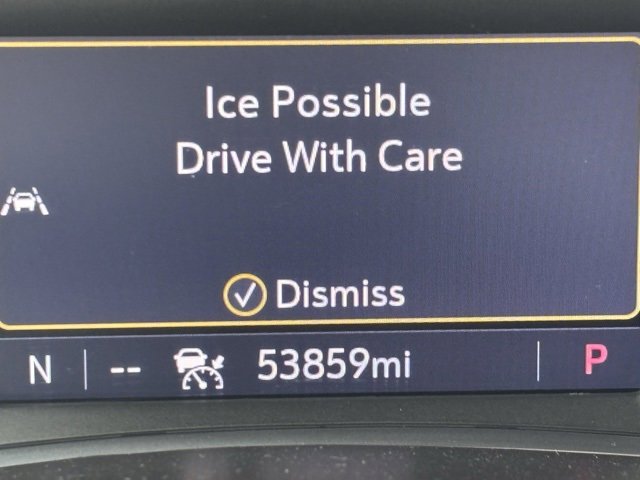 Ice Possible
Drive With Care
Dismiss
N -- 53859mi P